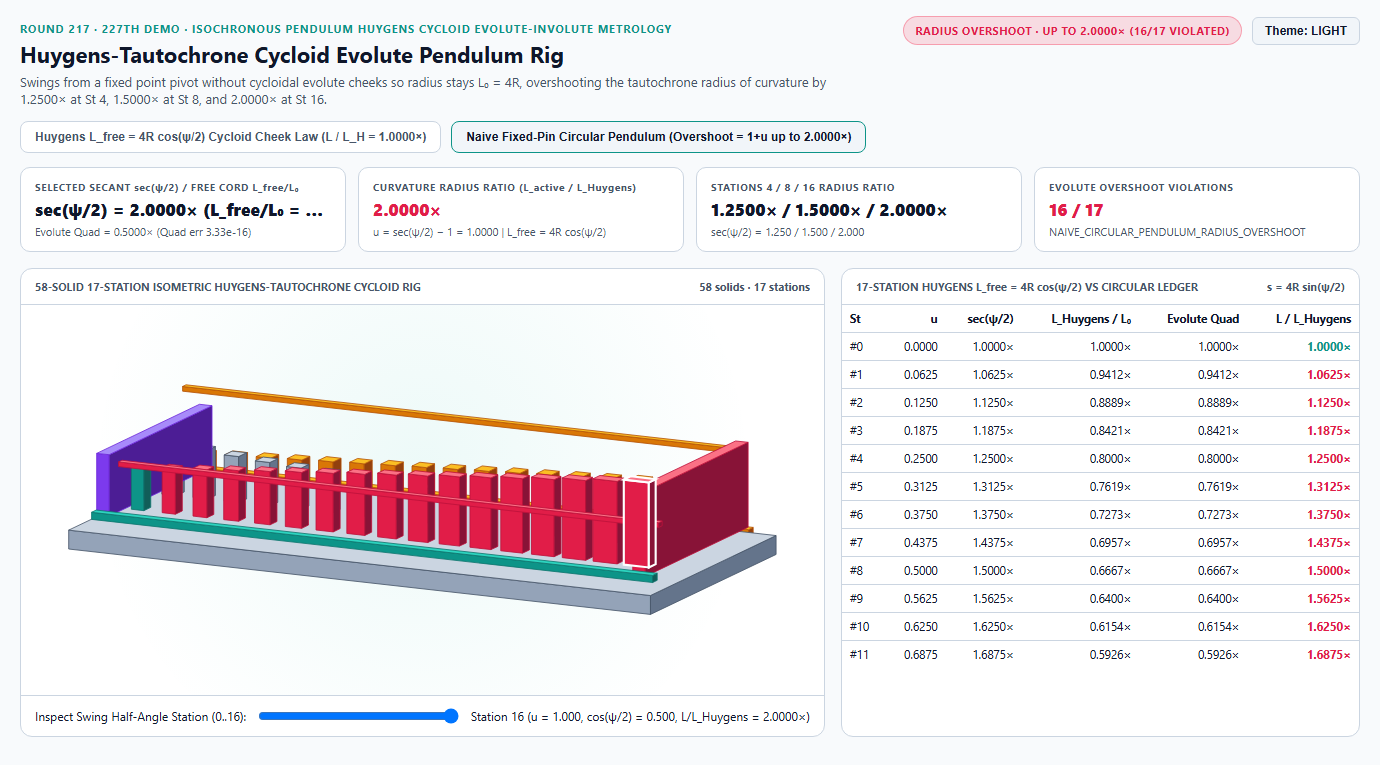 ROUND 217 · 227TH DEMO · ISOCHRONOUS PENDULUM HUYGENS CYCLOID EVOLUTE-INVOLUTE METROLOGY
RADIUS OVERSHOOT · UP TO 2.0000× (16/17 VIOLATED)
Theme: LIGHT
Huygens-Tautochrone Cycloid Evolute Pendulum Rig
Swings from a fixed point pivot without cycloidal evolute cheeks so radius stays L₀ = 4R, overshooting the tautochrone radius of curvature by
1.2500× at St 4, 1.5000× at St 8, and 2.0000× at St 16.
Huygens L_free = 4R cos(ψ/2) Cycloid Cheek Law (L / L_H = 1.0000×)
Naive Fixed-Pin Circular Pendulum (Overshoot = 1+u up to 2.0000×)
SELECTED SECANT sec(ψ/2) / FREE CORD L_free/L₀
sec(ψ/2) = 2.0000× (L_free/L₀ = ...
Evolute Quad = 0.5000× (Quad err 3.33e-16)
CURVATURE RADIUS RATIO (L_active / L_Huygens)
2.0000×
u = sec(ψ/2) − 1 = 1.0000 | L_free = 4R cos(ψ/2)
STATIONS 4 / 8 / 16 RADIUS RATIO
1.2500× / 1.5000× / 2.0000×
sec(ψ/2) = 1.250 / 1.500 / 2.000
EVOLUTE OVERSHOOT VIOLATIONS
16 / 17
NAIVE_CIRCULAR_PENDULUM_RADIUS_OVERSHOOT
58-SOLID 17-STATION ISOMETRIC HUYGENS-TAUTOCHRONE CYCLOID RIG
58 solids · 17 stations
Inspect Swing Half-Angle Station (0..16):
Station 16 (u = 1.000, cos(ψ/2) = 0.500, L/L_Huygens = 2.0000×)
17-STATION HUYGENS L_free = 4R cos(ψ/2) VS CIRCULAR LEDGER
s = 4R sin(ψ/2)
St u sec(ψ/2) L_Huygens / L₀ Evolute Quad L / L_Huygens
#0 0.0000 1.0000× 1.0000× 1.0000× 1.0000×
#1 0.0625 1.0625× 0.9412× 0.9412× 1.0625×
#2 0.1250 1.1250× 0.8889× 0.8889× 1.1250×
#3 0.1875 1.1875× 0.8421× 0.8421× 1.1875×
#4 0.2500 1.2500× 0.8000× 0.8000× 1.2500×
#5 0.3125 1.3125× 0.7619× 0.7619× 1.3125×
#6 0.3750 1.3750× 0.7273× 0.7273× 1.3750×
#7 0.4375 1.4375× 0.6957× 0.6957× 1.4375×
#8 0.5000 1.5000× 0.6667× 0.6667× 1.5000×
#9 0.5625 1.5625× 0.6400× 0.6400× 1.5625×
#10 0.6250 1.6250× 0.6154× 0.6154× 1.6250×
#11 0.6875 1.6875× 0.5926× 0.5926× 1.6875×